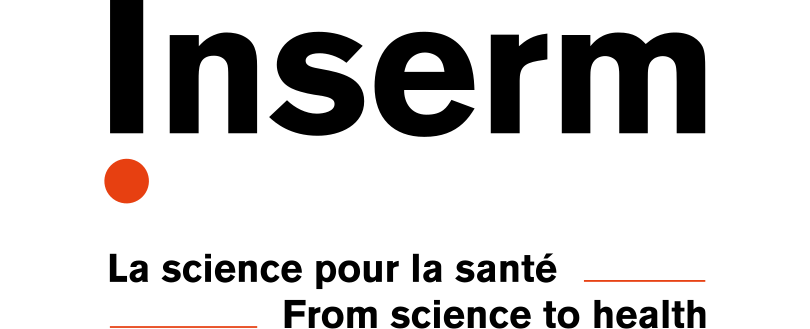 Inserm
La science pour la santé
From science to health